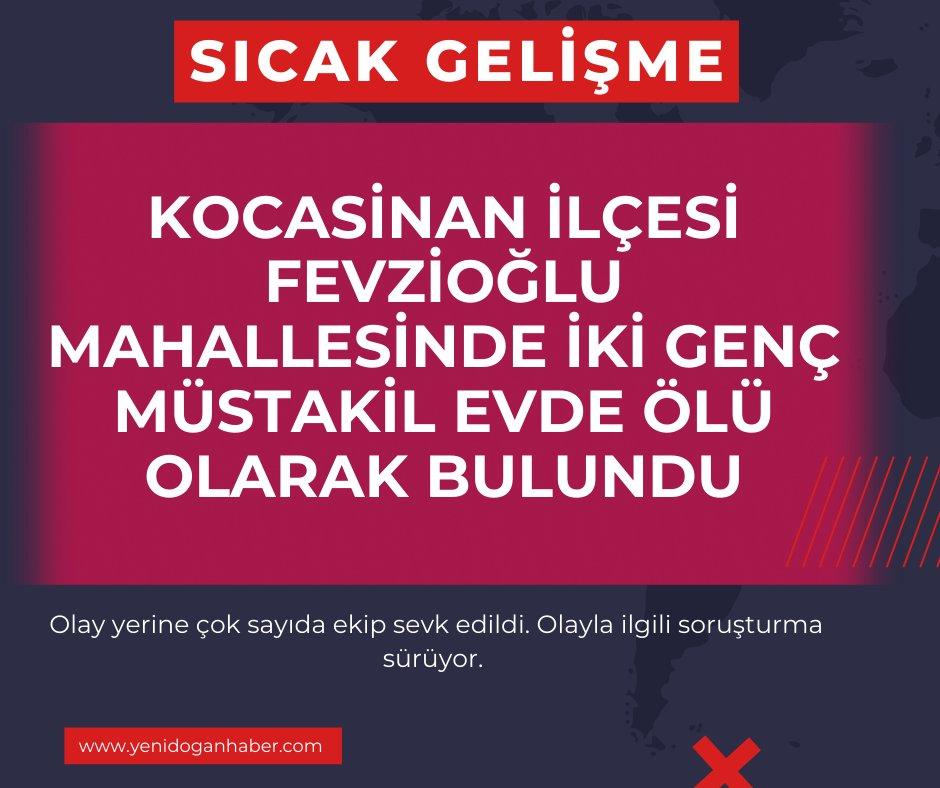 SICAK GELİŞME
KOCASİNAN İLÇESİ
FEVZİOĞLU
MAHALLESİNDE İKİ GENÇ
MÜSTAKİL EVDE ÖLÜ
OLARAK BULUNDU
Olay yerine çok sayıda ekip sevk edildi. Olayla ilgili soruşturma
sürüyor.
www.yenidoganhaber.com